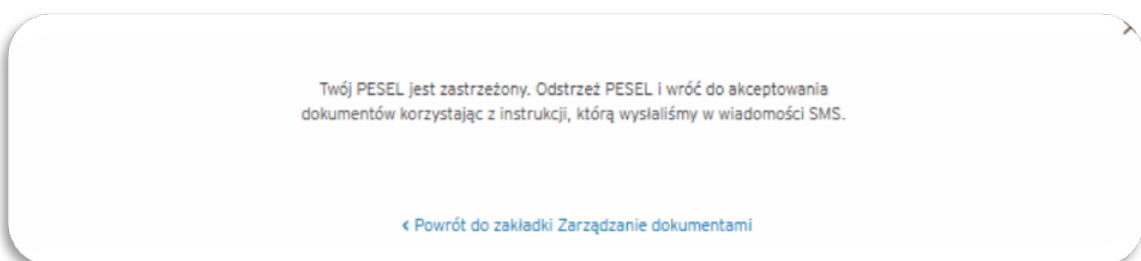 Twój PESEL jest zastrzeżony. Odstrzeż PESEL i wróć do akceptowania
dokumentów korzystając z instrukcji, którą wysłaliśmy w wiadomości SMS.
< Powrót do zakładki Zarządzanie dokumentami